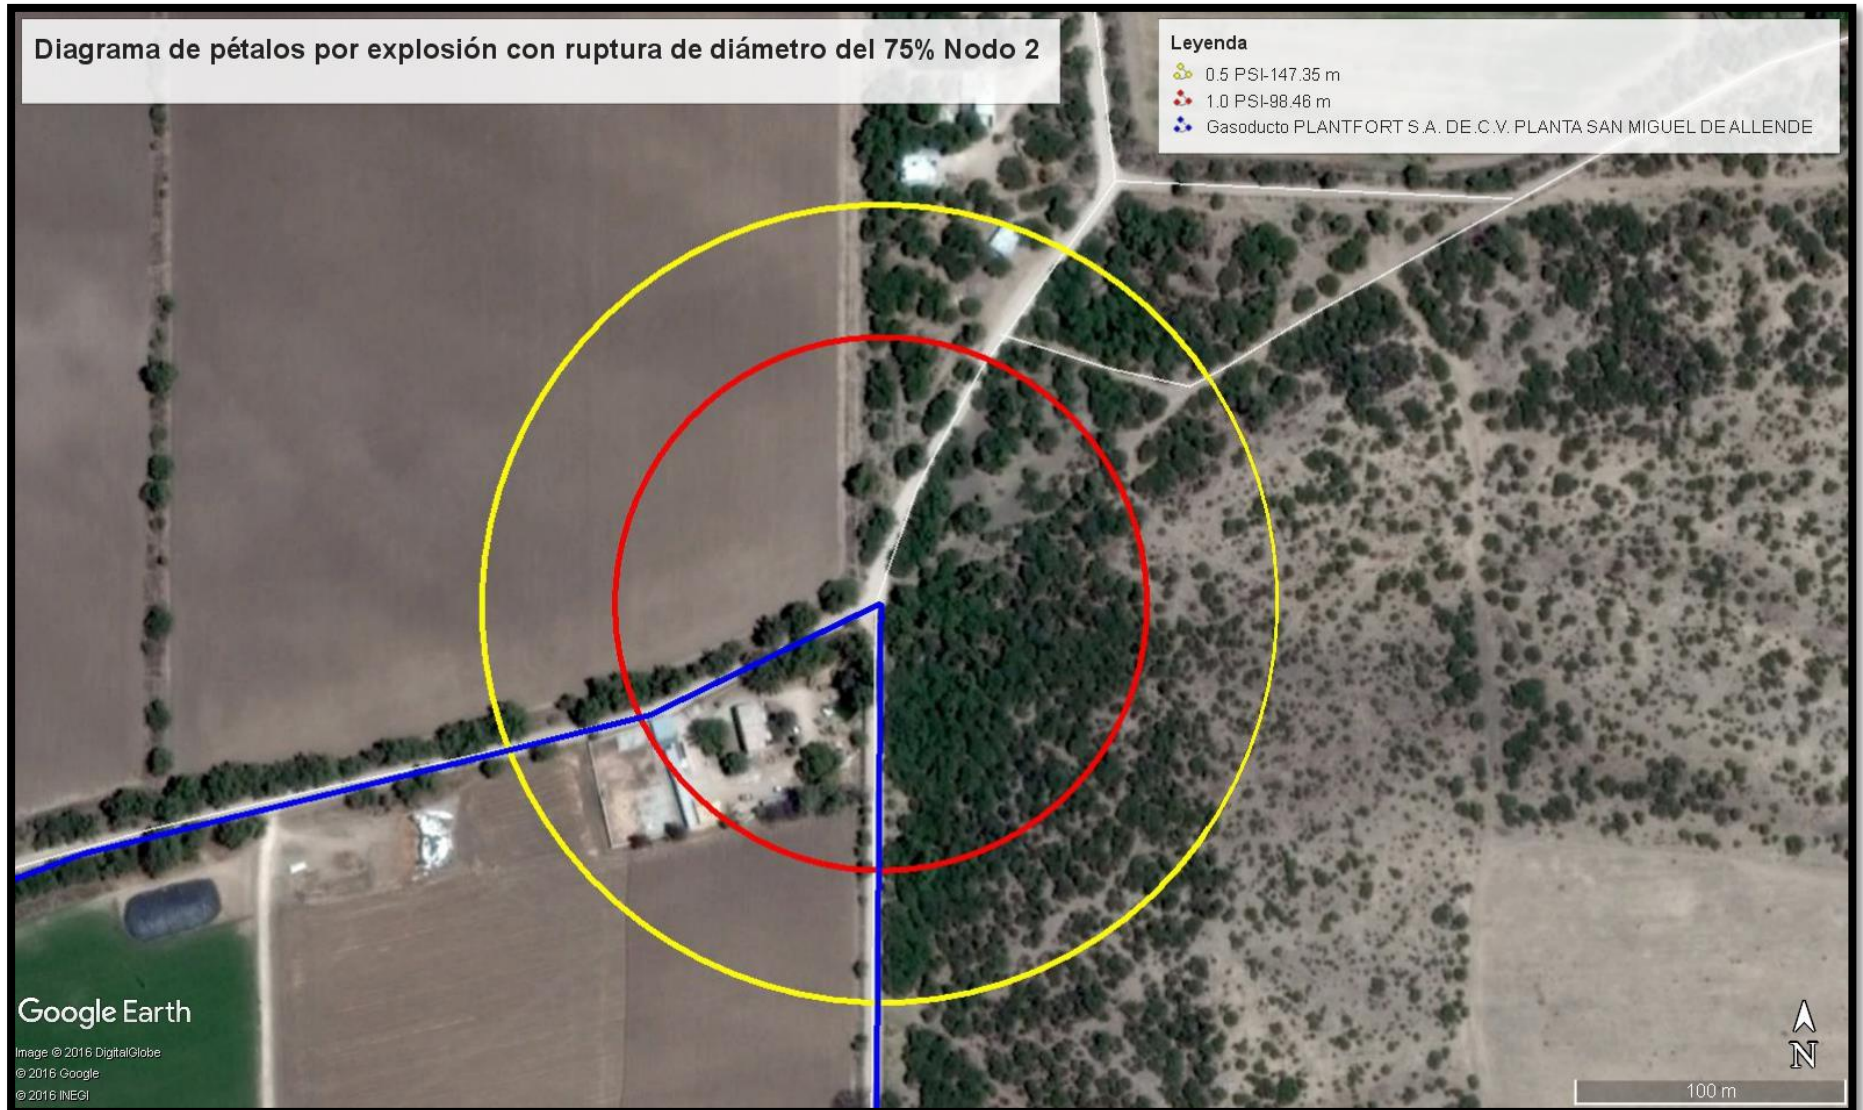 Diagrama de pétalos por explosión con ruptura de diámetro del 75% Nodo 2
Leyenda
0.5 PSI-147.35 m
1.0 PSI-98.46 m
Gasoducto PLANTFORT S.A. DE.C.V. PLANTA SAN MIGUEL DE ALLENDE
Google Earth
Image © 2016 DigitalGlobe
© 2016 Google
© 2016 INEGI
N
100 m